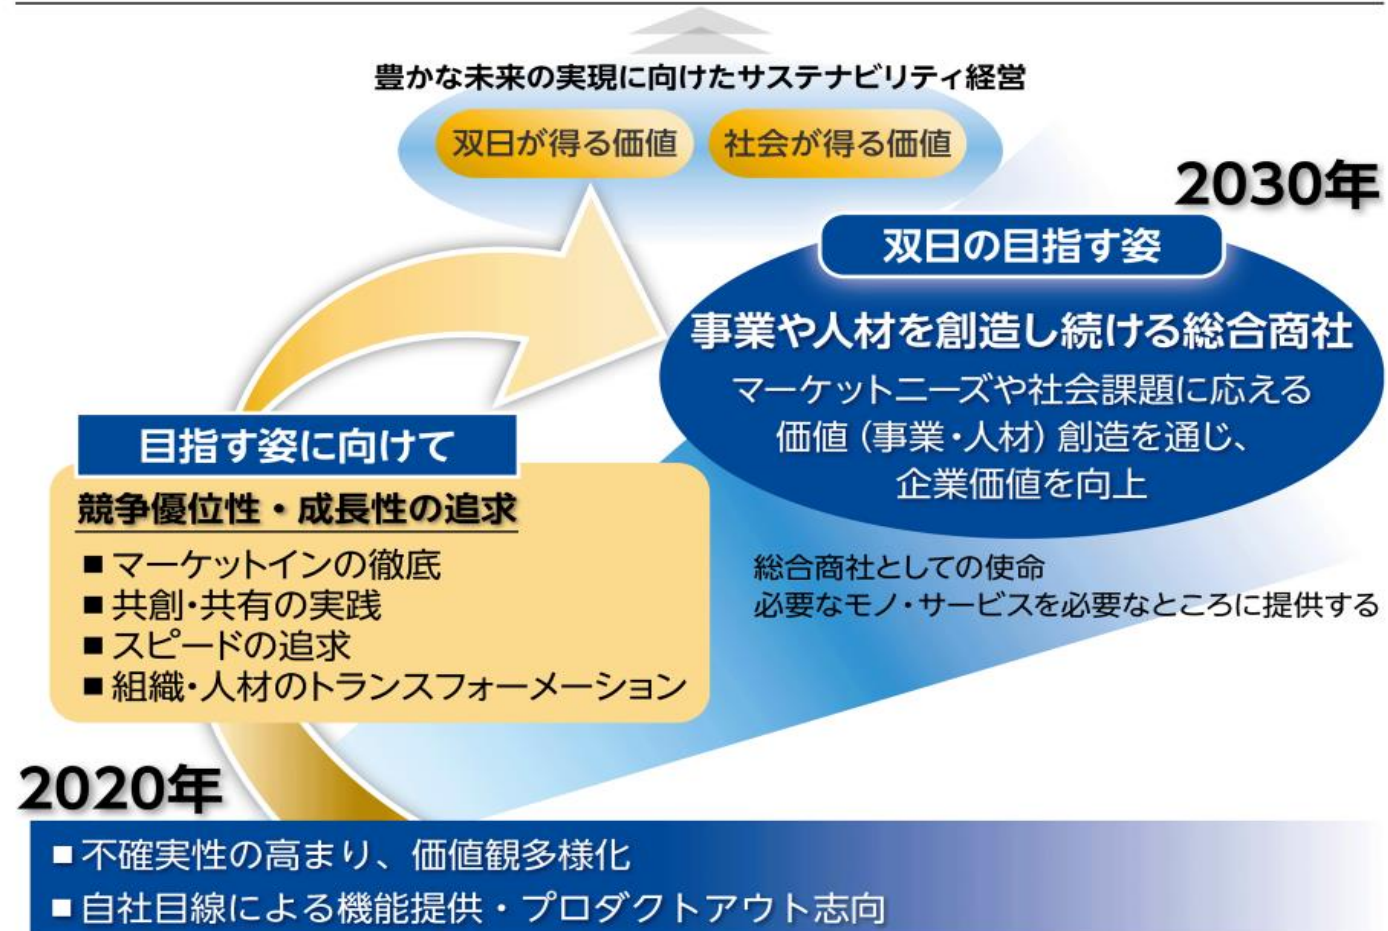 豊かな未来の実現に向けたサステナビリティ経営
双日が得る価値
社会が得る価値
2030年
双日の目指す姿
事業や人材を創造し続ける総合商社
マーケットニーズや社会課題に応える
価値（事業・人材）創造を通じ、
企業価値を向上
目指す姿に向けて
競争優位性・成長性の追求
■ マーケットインの徹底
■ 共創・共有の実践
■ スピードの追求
■ 組織・人材のトランスフォーメーション
総合商社としての使命
必要なモノ・サービスを必要なところに提供する
2020年
■ 不確実性の高まり、価値観多様化
■ 自社目線による機能提供・プロダクトアウト志向